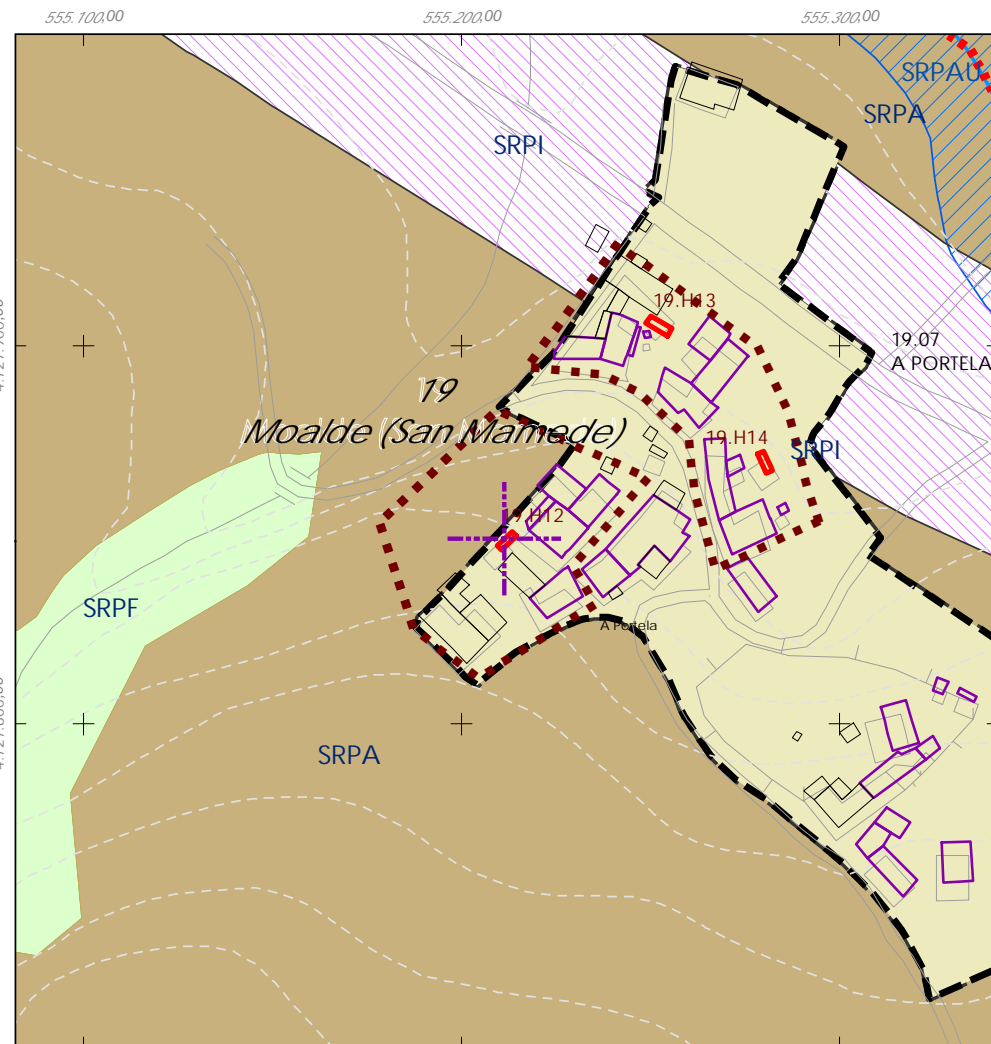 555.100,00
555.200,00
555.300,00
SRPAU
SRPA
SRPI
19.H13
19.07
A PORTELA
19
Moalde (San Mamede)
19.H14
SRPI
19.H12
SRPF
A Portela
SRPA